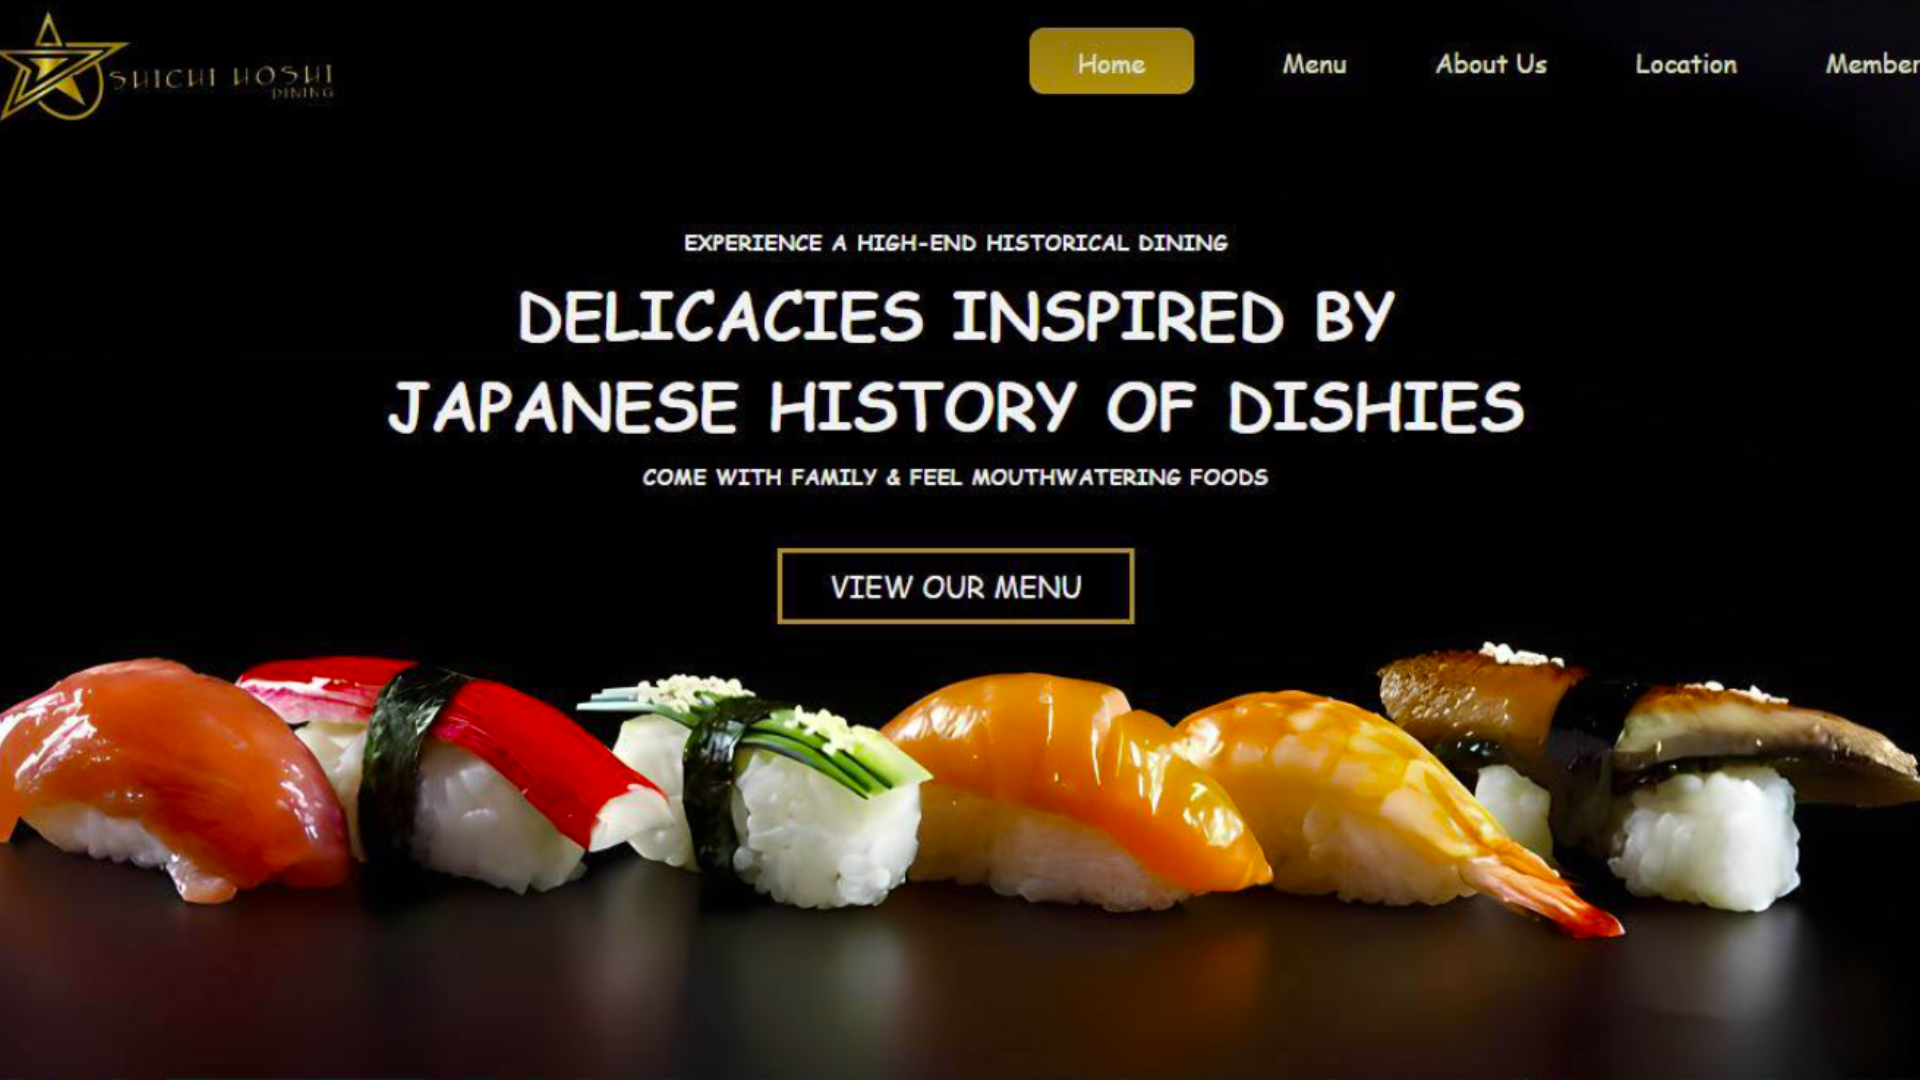 SHICHI HOSHI
DINING
Home
Menu
About Us
Location
Member
EXPERIENCE A HIGH-END HISTORICAL DINING
DELICACIES INSPIRED BY
JAPANESE HISTORY OF DISHIES
COME WITH FAMILY & FEEL MOUTHWATERING FOODS
VIEW OUR MENU